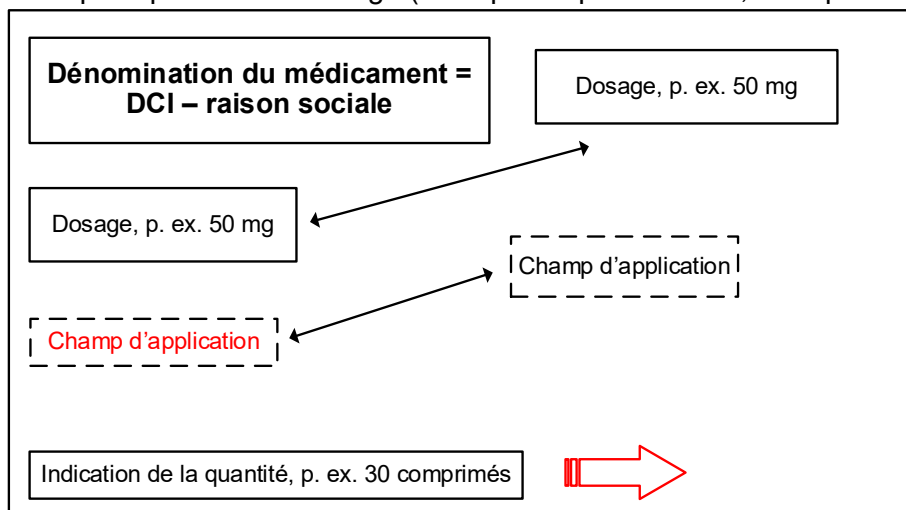 Dénomination du médicament =
DCI – raison sociale
Dosage, p. ex. 50 mg
Dosage, p. ex. 50 mg
Champ d’application
Champ d’application
Indication de la quantité, p. ex. 30 comprimés